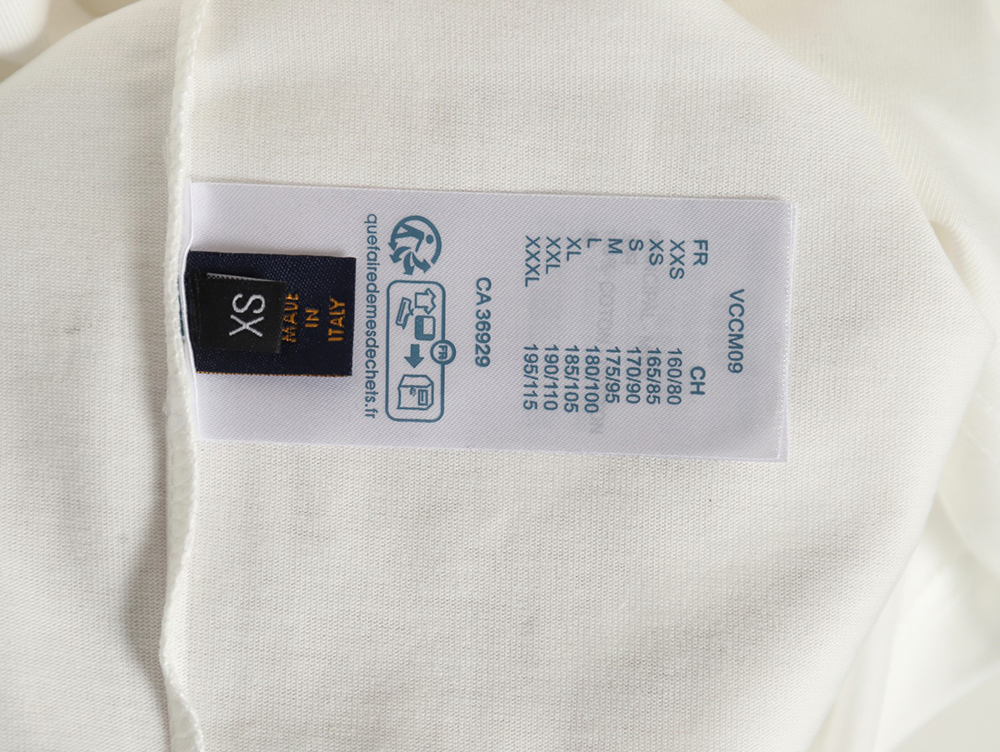 VCCM09
FR CH
XXS 160/80
XS 165/85
S 170/90
M 175/95
L 180/100
XL 185/105
XXL 190/110
XXXL 195/115
CA 36929
FR
quefairedemesdechets.fr
MADE
IN
ITALY
XS